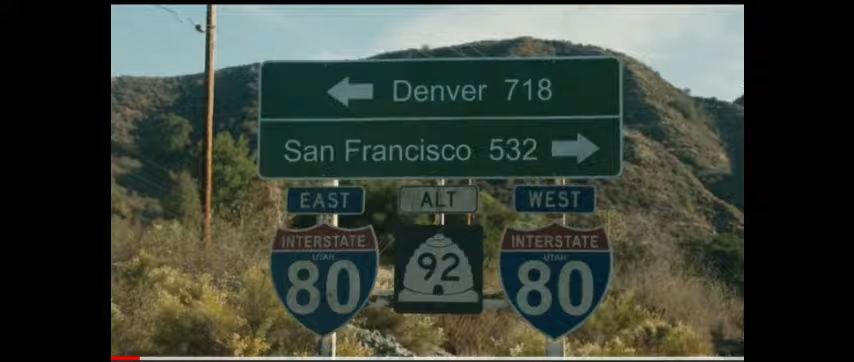 Denver 718
San Francisco 532
EAST ALT WEST
INTERSTATE INTERSTATE
UTAH UTAH
80 92 80